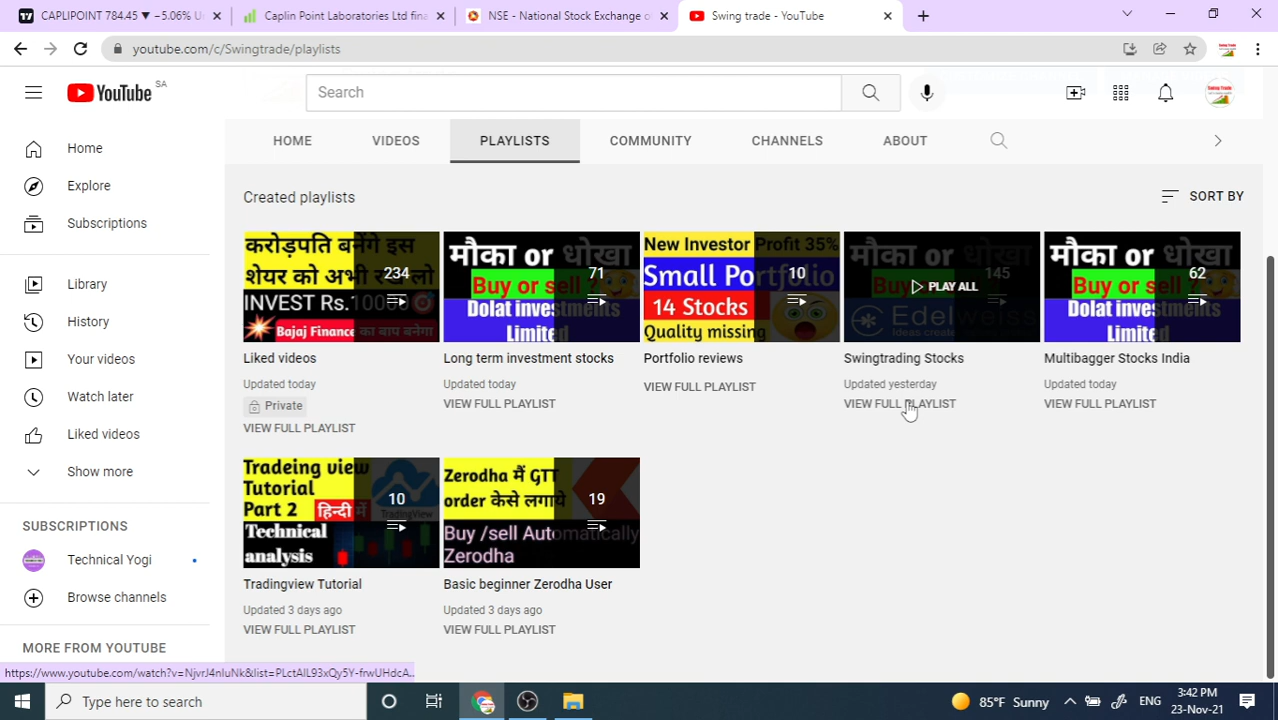 CAPLIPOINT 784.45 ▼ −5.06% U
Caplin Point Laboratories Ltd fina
NSE - National Stock Exchange o
Swing trade - YouTube
youtube.com/c/Swingtrade/playlists
YouTube SA
Search
HOME VIDEOS PLAYLISTS COMMUNITY CHANNELS ABOUT
Home
Explore
Subscriptions
Library
History
Your videos
Watch later
Liked videos
Show more
SUBSCRIPTIONS
Technical Yogi
Browse channels
MORE FROM YOUTUBE
Created playlists
SORT BY
करोड़पति बनेंगे इस
शेयर को अभी रख लो
INVEST Rs.10000
Bajaj Finance का बाप बनेगा
234
Liked videos
Updated today
Private
VIEW FULL PLAYLIST
मौका or धोखा
Buy or sell ?
Dolat investments
Limited
71
Long term investment stocks
Updated today
VIEW FULL PLAYLIST
New Investor Profit 35%
Small Portfolio
14 Stocks
Quality missing
10
Portfolio reviews
VIEW FULL PLAYLIST
मौका or धोखा
Buy
Edelweiss
Ideas create
145
PLAY ALL
Swingtrading Stocks
Updated yesterday
VIEW FULL PLAYLIST
मौका or धोखा
Buy or sell ?
Dolat investments
Limited
62
Multibagger Stocks India
Updated today
VIEW FULL PLAYLIST
Tradeing view
Tutorial
Part 2 हिन्दी में
Technical
analysis
TradingView
10
Tradingview Tutorial
Updated 3 days ago
VIEW FULL PLAYLIST
Zerodha मैं GTT
order केसे लगाये
Buy /sell Automatically
Zerodha
19
Basic beginner Zerodha User
Updated 3 days ago
VIEW FULL PLAYLIST
https://www.youtube.com/watch?v=NjvrJ4nIuNk&list=PLctAIL93xQy5Y-frwUHdcA...
Type here to search
85°F Sunny
ENG
3:42 PM
23-Nov-21